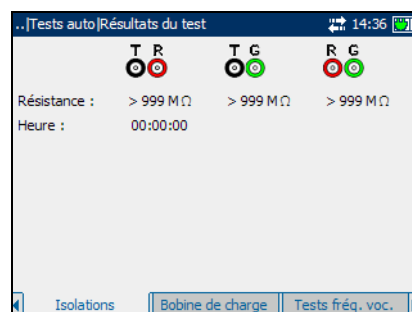 ..|Tests auto|Résultats du test 14:36
T R T G R G
Résistance : > 999 MΩ > 999 MΩ > 999 MΩ
Heure : 00:00:00
Isolations Bobine de charge Tests fréq. voc.